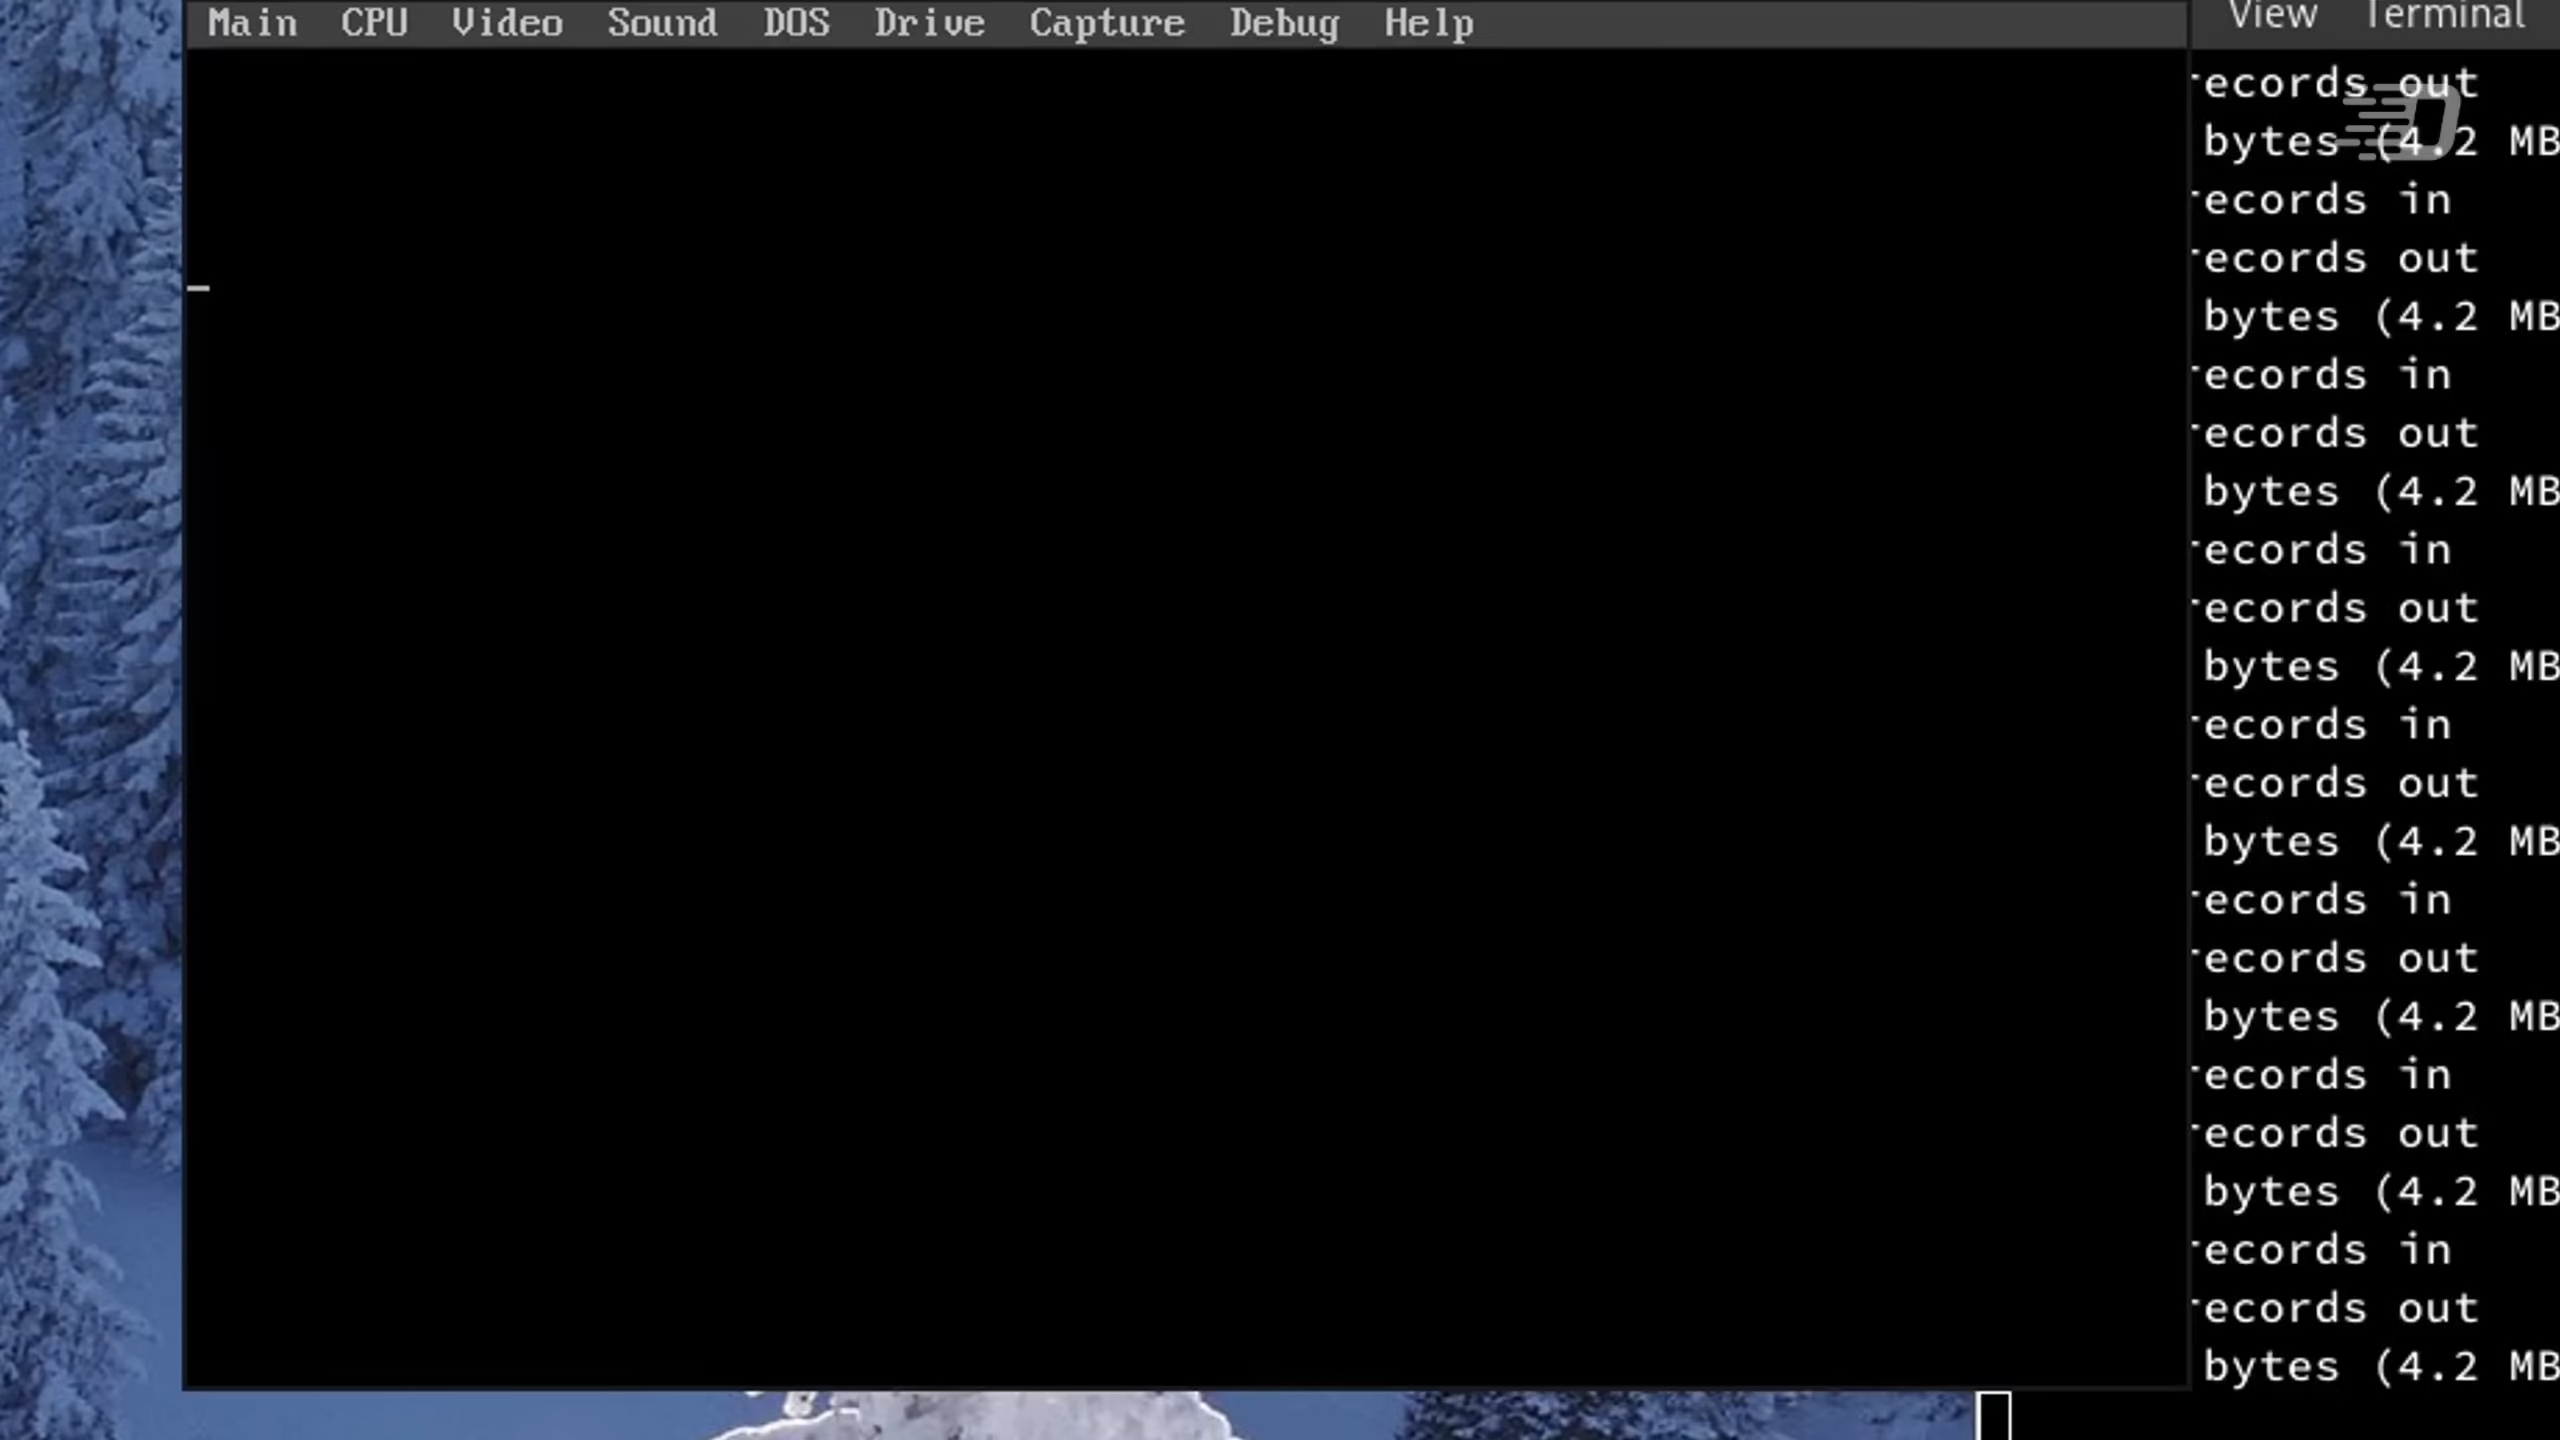 Main CPU Video Sound DOS Drive Capture Debug Help
View Terminal
ecords out
bytes (4.2 MB
ecords in
ecords out
bytes (4.2 MB
ecords in
ecords out
bytes (4.2 MB
ecords in
ecords out
bytes (4.2 MB
ecords in
ecords out
bytes (4.2 MB
ecords in
ecords out
bytes (4.2 MB
ecords in
ecords out
bytes (4.2 MB
ecords in
ecords out
bytes (4.2 MB